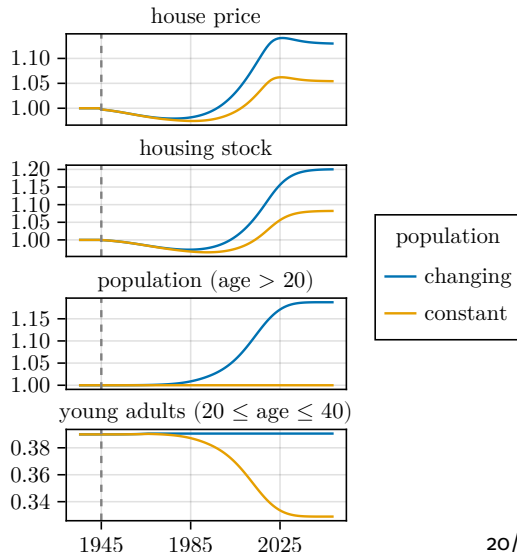 house price
1.10
1.05
1.00
housing stock
1.20
1.15
1.10
1.05
1.00
population (age > 20)
1.15
1.10
1.05
1.00
young adults (20 ≤ age ≤ 40)
0.38
0.36
0.34
1945 1985 2025
population
changing
constant
20/